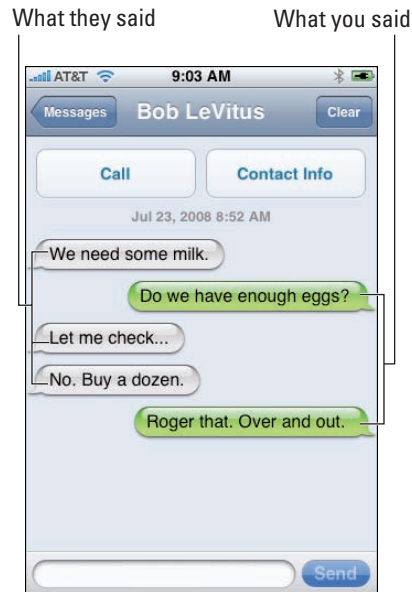 What they said
What you said
AT&T 9:03 AM
Messages Bob LeVitus Clear
Call Contact Info
Jul 23, 2008 8:52 AM
We need some milk.
Do we have enough eggs?
Let me check...
No. Buy a dozen.
Roger that. Over and out.
Send